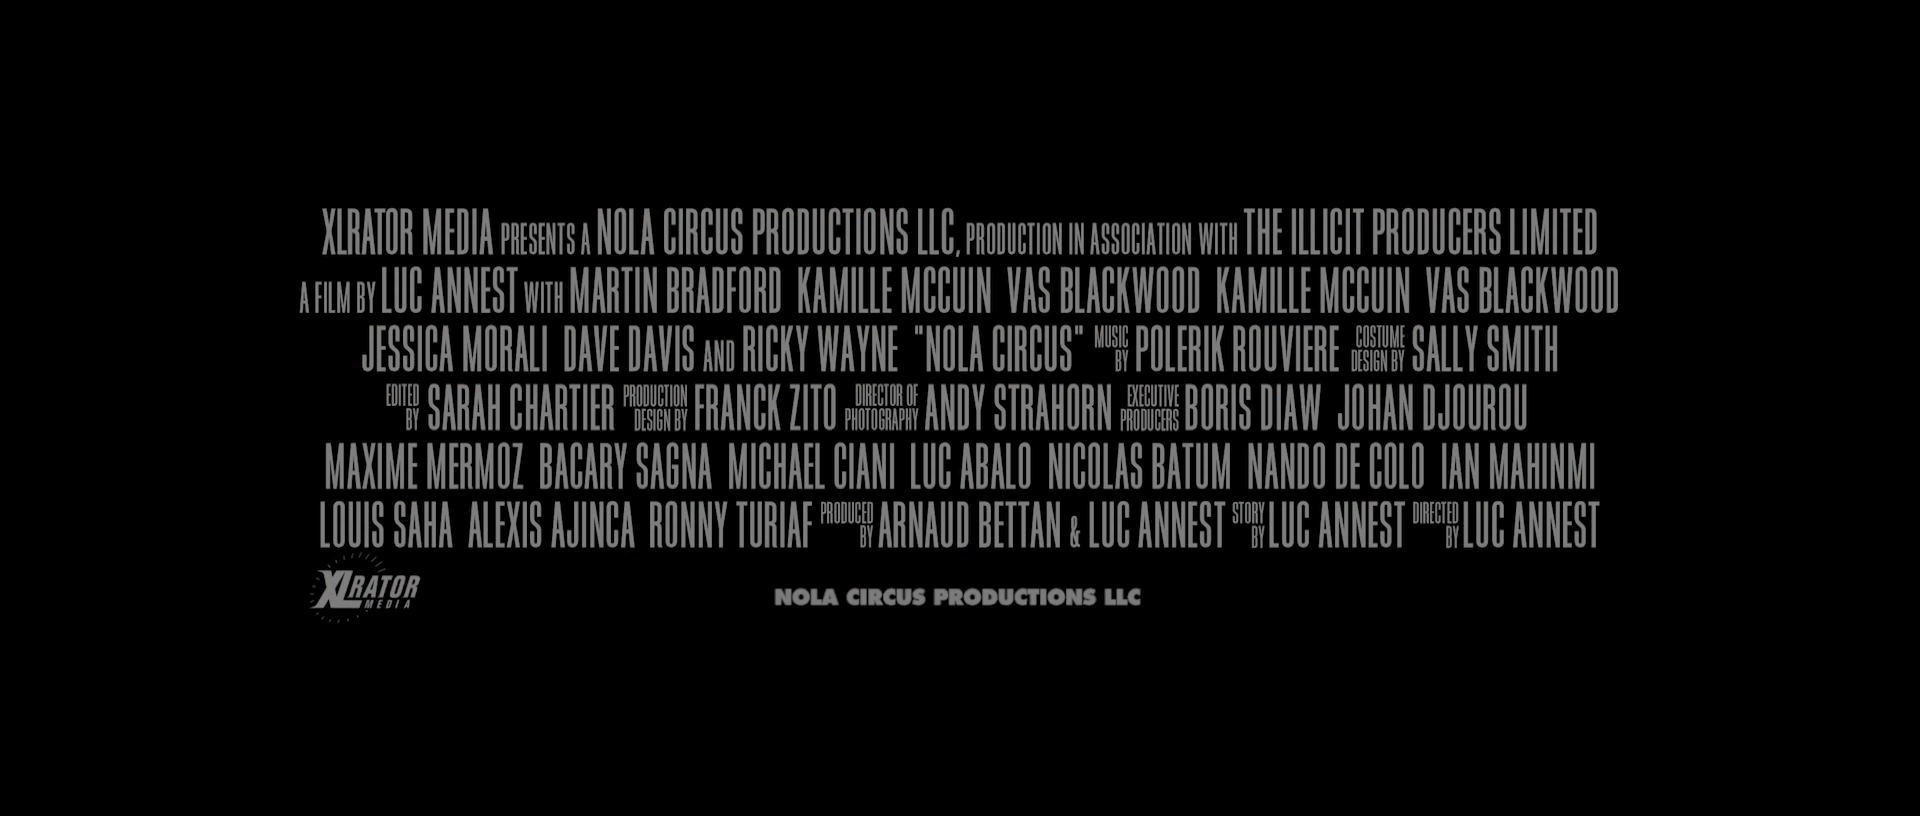 XLRATOR MEDIA PRESENTS A NOLA CIRCUS PRODUCTIONS LLC, PRODUCTION IN ASSOCIATION WITH THE ILLICIT PRODUCERS LIMITED
A FILM BY LUC ANNEST WITH MARTIN BRADFORD KAMILLE MCCUIN VAS BLACKWOOD KAMILLE MCCUIN VAS BLACKWOOD
JESSICA MORALI DAVE DAVIS AND RICKY WAYNE "NOLA CIRCUS" MUSIC BY POLERIK ROUVIERE COSTUME DESIGN BY SALLY SMITH
EDITED BY SARAH CHARTIER PRODUCTION DESIGN BY FRANCK ZITO DIRECTOR OF PHOTOGRAPHY ANDY STRAHORN EXECUTIVE PRODUCERS BORIS DIAW JOHAN DJOUROU
MAXIME MERMOZ BACARY SAGNA MICHAEL CIANI LUC ABALO NICOLAS BATUM NANDO DE COLO IAN MAHINMI
LOUIS SAHA ALEXIS AJINCA RONNY TURIAF PRODUCED BY ARNAUD BETTAN & LUC ANNEST STORY BY LUC ANNEST DIRECTED BY LUC ANNEST
XLRATOR MEDIA
NOLA CIRCUS PRODUCTIONS LLC